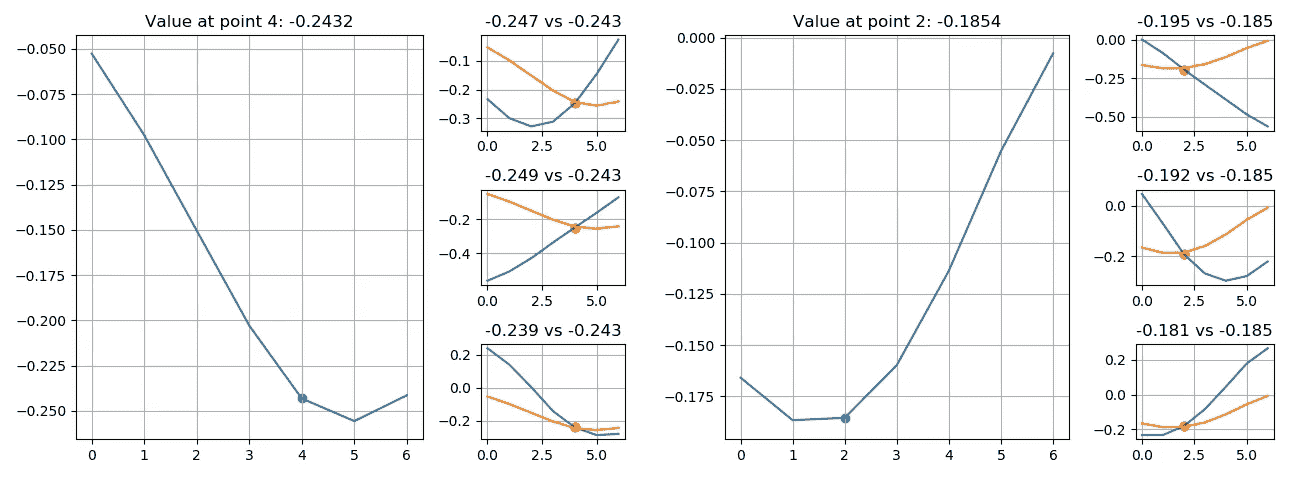 Value at point 4: -0.2432
−0.050
−0.075
−0.100
−0.125
−0.150
−0.175
−0.200
−0.225
−0.250
0 1 2 3 4 5 6
-0.247 vs -0.243
−0.1
−0.2
−0.3
0.0 2.5 5.0
-0.249 vs -0.243
−0.2
−0.4
0.0 2.5 5.0
-0.239 vs -0.243
0.2
0.0
−0.2
0.0 2.5 5.0
Value at point 2: -0.1854
0.000
−0.025
−0.050
−0.075
−0.100
−0.125
−0.150
−0.175
0 1 2 3 4 5 6
-0.195 vs -0.185
0.00
−0.25
−0.50
0.0 2.5 5.0
-0.192 vs -0.185
0.0
−0.2
0.0 2.5 5.0
-0.181 vs -0.185
0.2
0.0
−0.2
0.0 2.5 5.0